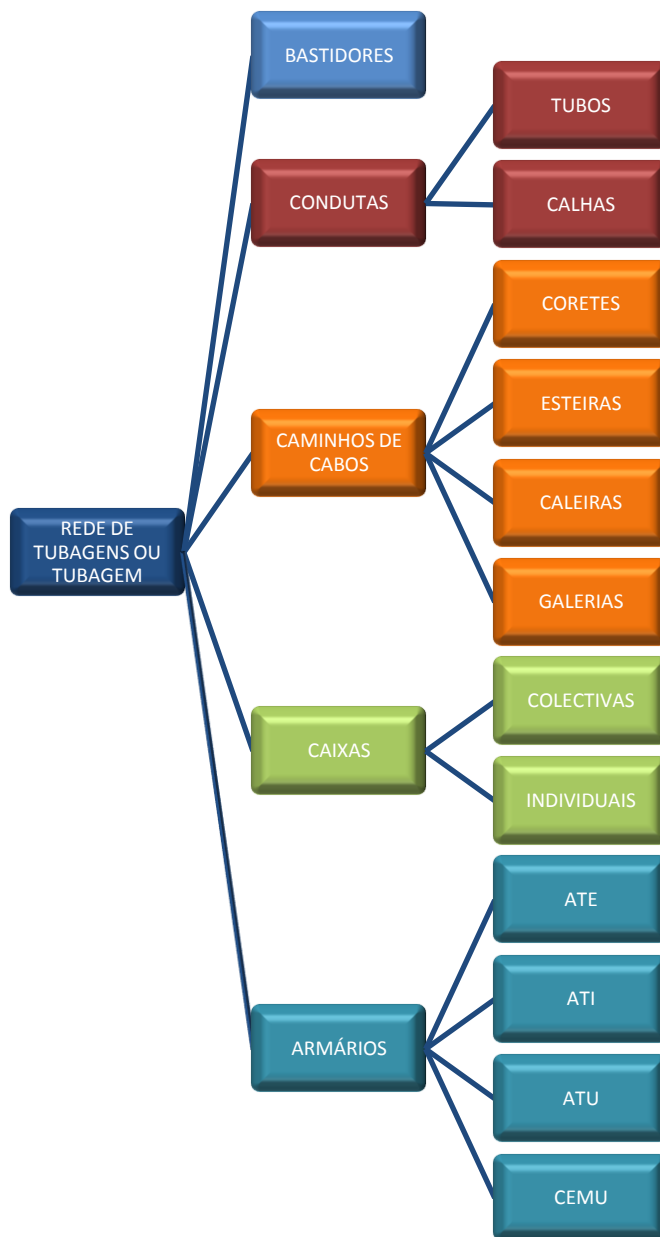 BASTIDORES
TUBOS
CONDUTAS
CALHAS
CORETES
ESTEIRAS
CAMINHOS DE
CABOS
CALEIRAS
REDE DE
TUBAGENS OU
TUBAGEM
GALERIAS
COLECTIVAS
CAIXAS
INDIVIDUAIS
ATE
ATI
ARMÁRIOS
ATU
CEMU